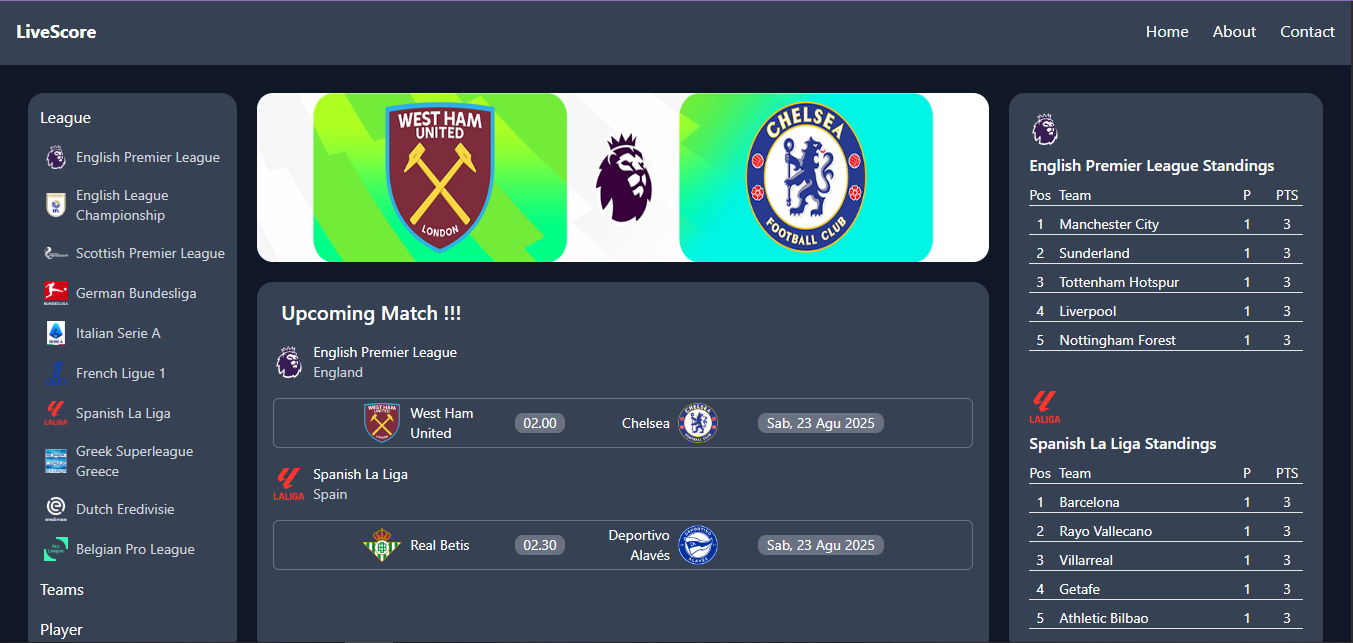 LiveScore
Home About Contact
League
English Premier League
English League
Championship
Scottish Premier League
German Bundesliga
Italian Serie A
French Ligue 1
Spanish La Liga
Greek Superleague
Greece
Dutch Eredivisie
Belgian Pro League
Teams
Player
WEST HAM
UNITED
LONDON
CHELSEA
FOOTBALL CLUB
Upcoming Match !!!
English Premier League
England
West Ham
United
02.00
Chelsea
Sab, 23 Agu 2025
LALIGA
Spanish La Liga
Spain
Real Betis
02.30
Deportivo
Alavés
Sab, 23 Agu 2025
English Premier League Standings
Pos Team P PTS
1 Manchester City 1 3
2 Sunderland 1 3
3 Tottenham Hotspur 1 3
4 Liverpool 1 3
5 Nottingham Forest 1 3
LALIGA
Spanish La Liga Standings
Pos Team P PTS
1 Barcelona 1 3
2 Rayo Vallecano 1 3
3 Villarreal 1 3
4 Getafe 1 3
5 Athletic Bilbao 1 3